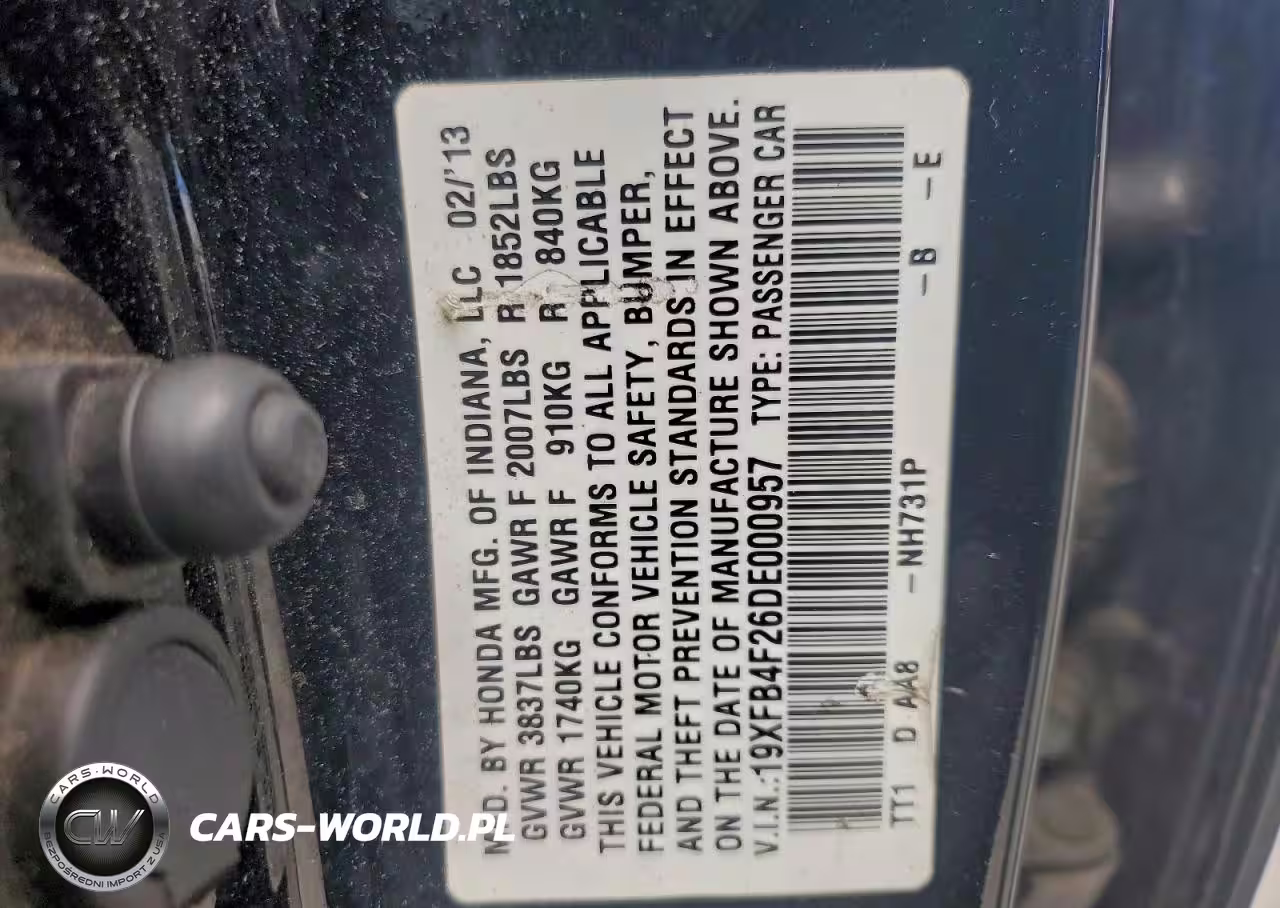 MFD. BY HONDA MFG. OF INDIANA, LLC 02/'13
GVWR 3837LBS GAWR F 2007LBS R 1852LBS
GVWR 1740KG GAWR F 910KG R 840KG
THIS VEHICLE CONFORMS TO ALL APPLICABLE
FEDERAL MOTOR VEHICLE SAFETY, BUMPER,
AND THEFT PREVENTION STANDARDS IN EFFECT
ON THE DATE OF MANUFACTURE SHOWN ABOVE.
V.I.N.:19XFB4F26DE000957 TYPE: PASSENGER CAR
TT1 D AA8 -NH731P -B -E
CARS-WORLD
CW
BEZPOŚREDNI IMPORT Z USA
CARS-WORLD.PL